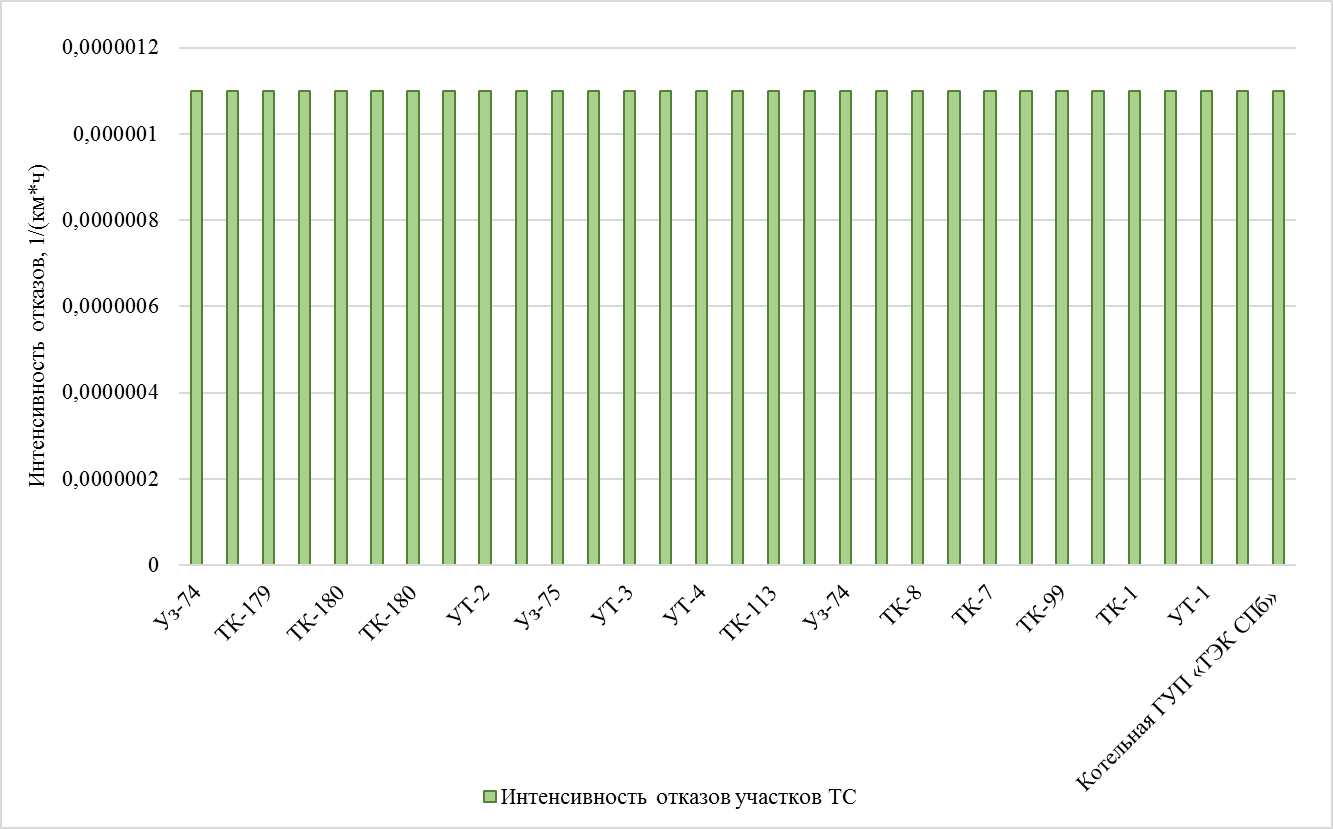 0,0000012
0,000001
0,0000008
0,0000006
0,0000004
0,0000002
0
Интенсивность отказов, 1/(км*ч)
Уз-74
ТК-179
ТК-180
ТК-180
УТ-2
Уз-75
УТ-3
УТ-4
ТК-113
Уз-74
ТК-8
ТК-7
ТК-99
ТК-1
УТ-1
Котельная ГУП «ТЭК СПб»
Интенсивность отказов участков ТС